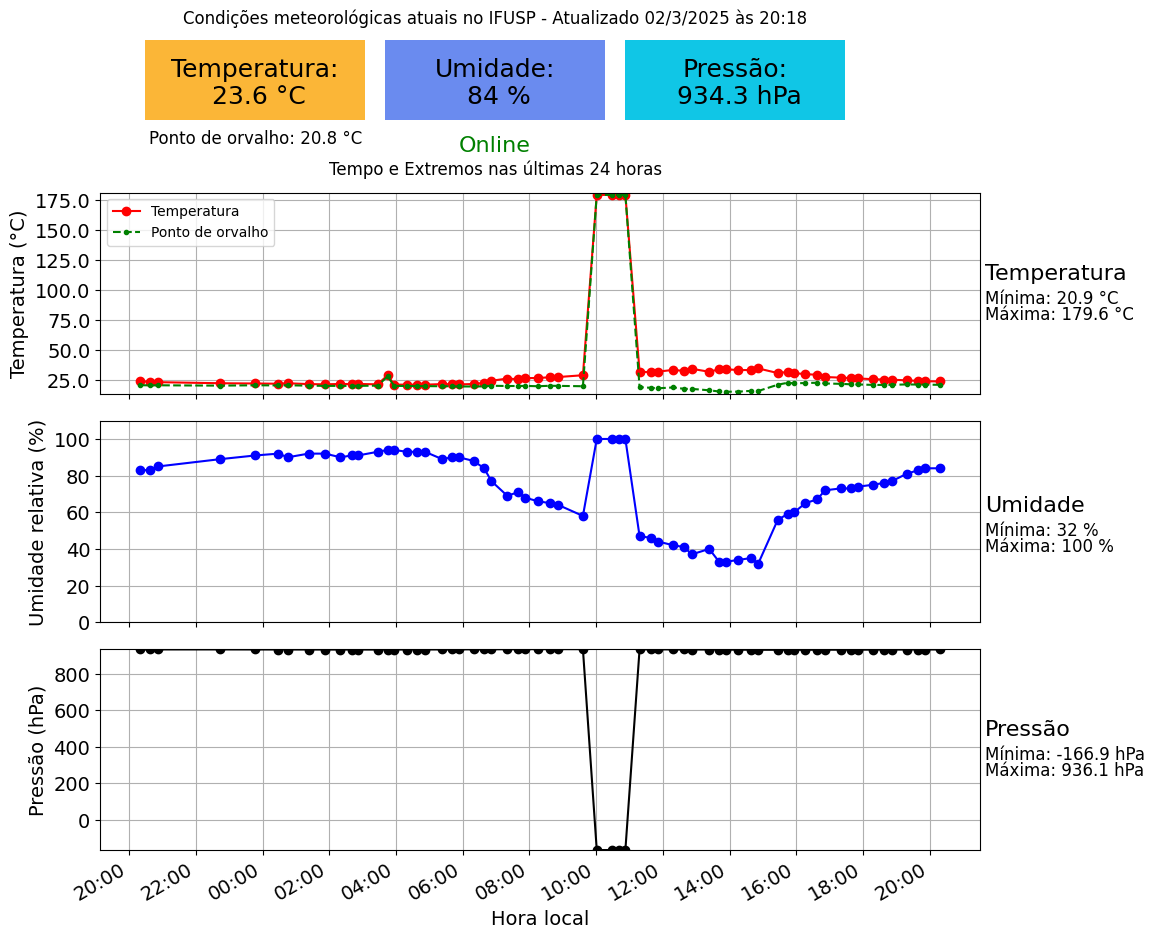 Condições meteorológicas atuais no IFUSP - Atualizado 02/3/2025 às 20:18
Temperatura:
23.6 °C
Umidade:
84 %
Pressão:
934.3 hPa
Ponto de orvalho: 20.8 °C
Online
Tempo e Extremos nas últimas 24 horas
Temperatura (°C)
175.0
150.0
125.0
100.0
75.0
50.0
25.0
Temperatura
Ponto de orvalho
Temperatura
Mínima: 20.9 °C
Máxima: 179.6 °C
Umidade relativa (%)
100
80
60
40
20
0
Umidade
Mínima: 32 %
Máxima: 100 %
Pressão (hPa)
800
600
400
200
0
Pressão
Mínima: -166.9 hPa
Máxima: 936.1 hPa
20:00 22:00 00:00 02:00 04:00 06:00 08:00 10:00 12:00 14:00 16:00 18:00 20:00
Hora local